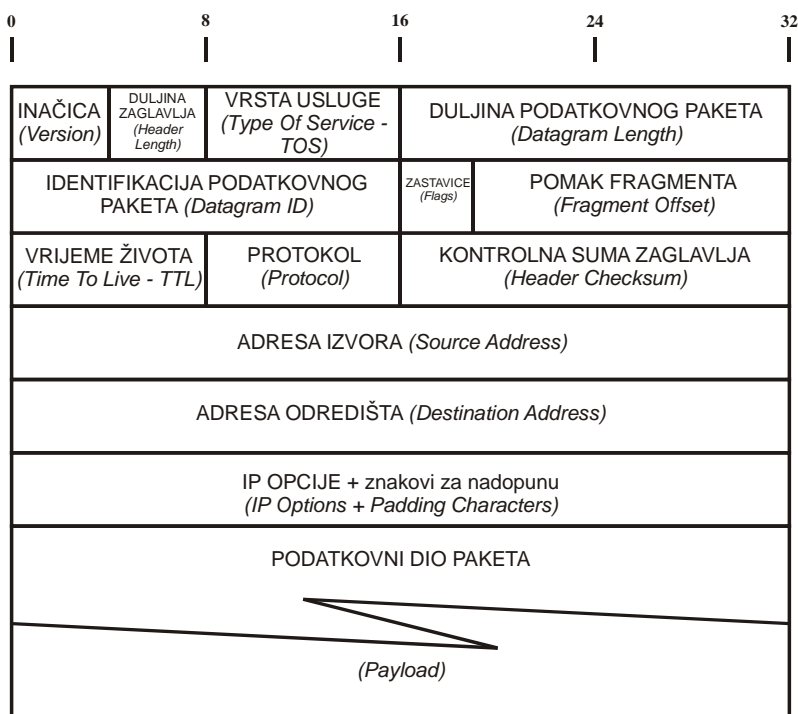 0 8 16 24 32
INAČICA
(Version)
DULJINA
ZAGLAVLJA
(Header
Length)
VRSTA USLUGE
(Type Of Service -
TOS)
DULJINA PODATKOVNOG PAKETA
(Datagram Length)
IDENTIFIKACIJA PODATKOVNOG
PAKETA (Datagram ID)
ZASTAVICE
(Flags)
POMAK FRAGMENTA
(Fragment Offset)
VRIJEME ŽIVOTA
(Time To Live - TTL)
PROTOKOL
(Protocol)
KONTROLNA SUMA ZAGLAVLJA
(Header Checksum)
ADRESA IZVORA (Source Address)
ADRESA ODREDIŠTA (Destination Address)
IP OPCIJE + znakovi za nadopunu
(IP Options + Padding Characters)
PODATKOVNI DIO PAKETA
(Payload)